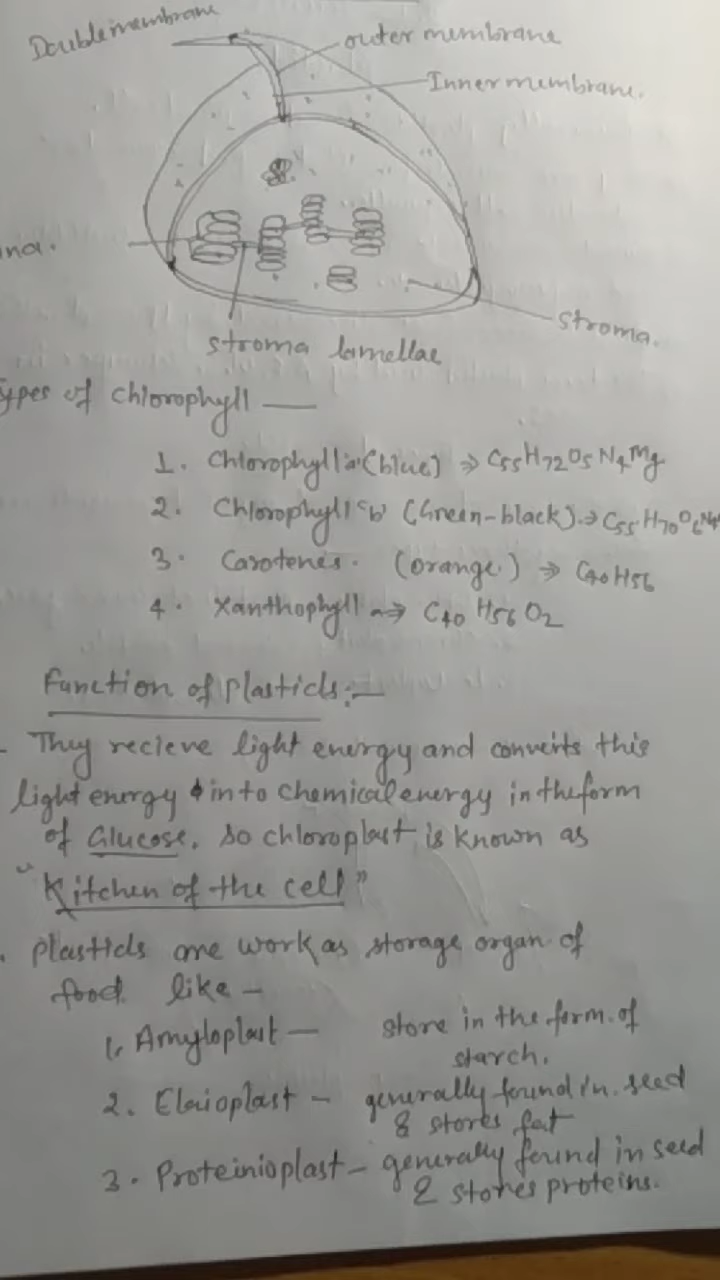 Double membrane
outer membrane
Inner membrane.
na.
stroma.
stroma lamellae
Types of chlorophyll —
1. Chlorophyll "a" (blue) ⇒ C55H72O5N4Mg
2. Chlorophyll "b" (Green-black). ⇒ C55H70O6N4
3. Carotenes. (orange.) ⇒ C40H56
4. Xanthophyll ⇒ C40H56O2
Function of Plastids:—
- They recieve light energy and converts this
light energy into chemical energy in the form
of Glucose. so chloroplast is known as
"Kitchen of the cell"
. Plastids are work as storage organ of
food like —
1. Amyloplast — store in the form of
starch.
2. Elaioplast — generally found in seed
& stores fat
3. Proteinioplast — generally found in seed
& stores proteins.